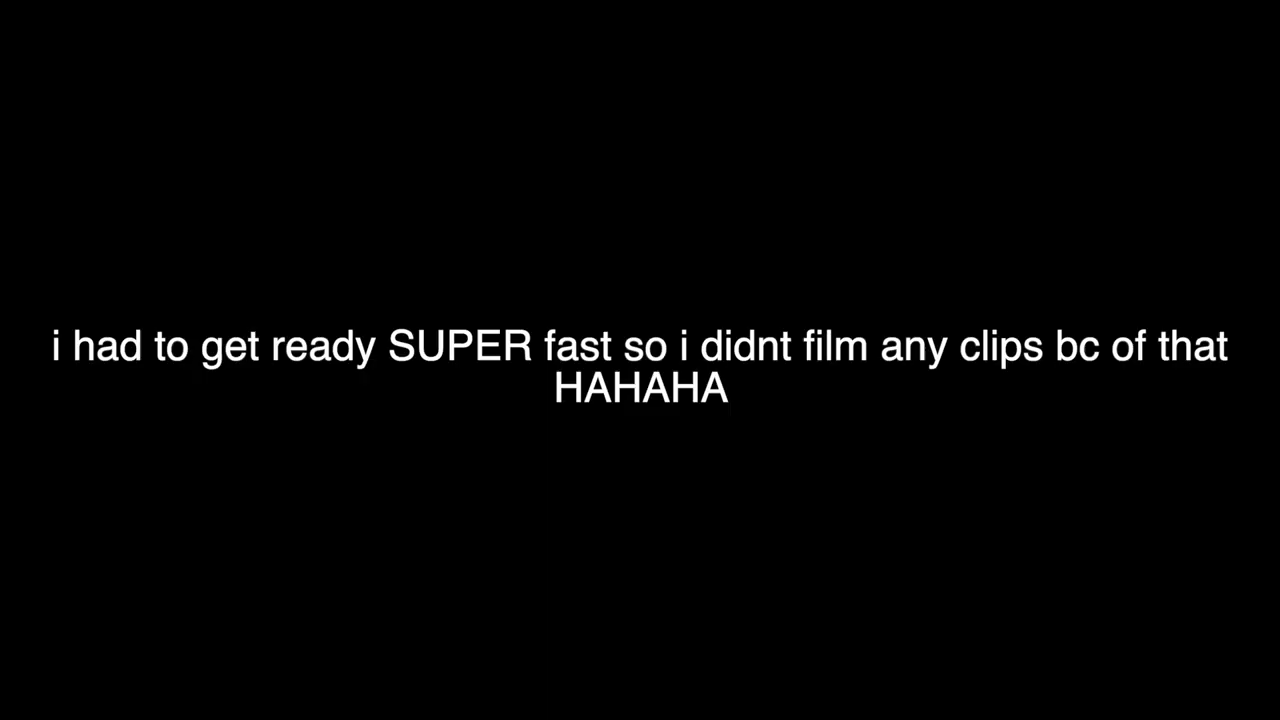 i had to get ready SUPER fast so i didnt film any clips bc of that
HAHAHA